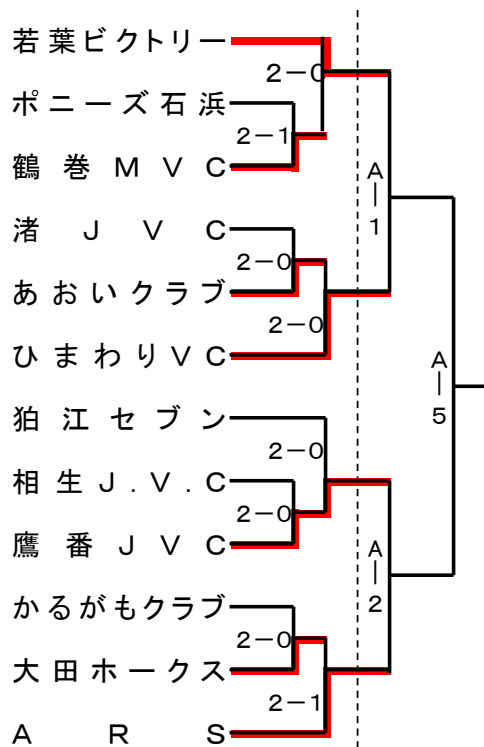 若葉ビクトリー
2-0
ポニーズ石浜
2-1
鶴巻MVC
A-1
渚JVC
2-0
あおいクラブ
2-0
ひまわりVC
A-5
狛江セブン
2-0
相生J.V.C
2-0
鷹番JVC
A-2
かるがもクラブ
2-0
大田ホークス
2-1
ARS